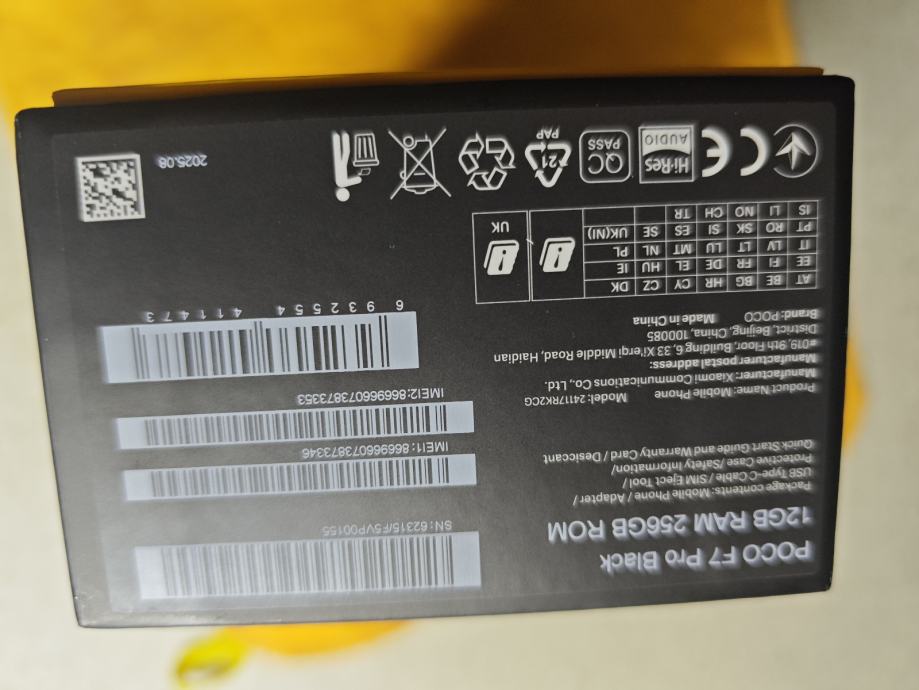 POCO F7 Pro Black
12GB RAM 256GB ROM
Package contents: Mobile Phone / Adapter /
USB Type-C Cable / SIM Eject Tool /
Protective Case /Safety Information/
Quick Start Guide and Warranty Card / Desiccant
Product Name: Mobile Phone Model: 24117RK2CG
Manufacturer: Xiaomi Communications Co., Ltd.
Manufacturer postal address:
#019, 9th Floor, Building 6, 33 Xi'erqi Middle Road, Haidian
District, Beijing, China, 100085
Brand: POCO Made in China
SN: 62315/F5VP00155
IMEI1: 866966073873346
IMEI2: 866966073873353
6 932554 411473
AT BE BG HR CY CZ DK
EE FI FR DE EL HU IE
IT LV LT LU MT NL PL
PT RO SK SI ES SE UK(NI)
IS LI NO CH TR
UK
CE
Hi-Res
AUDIO
QC
PASS
21
PAP
2025.08